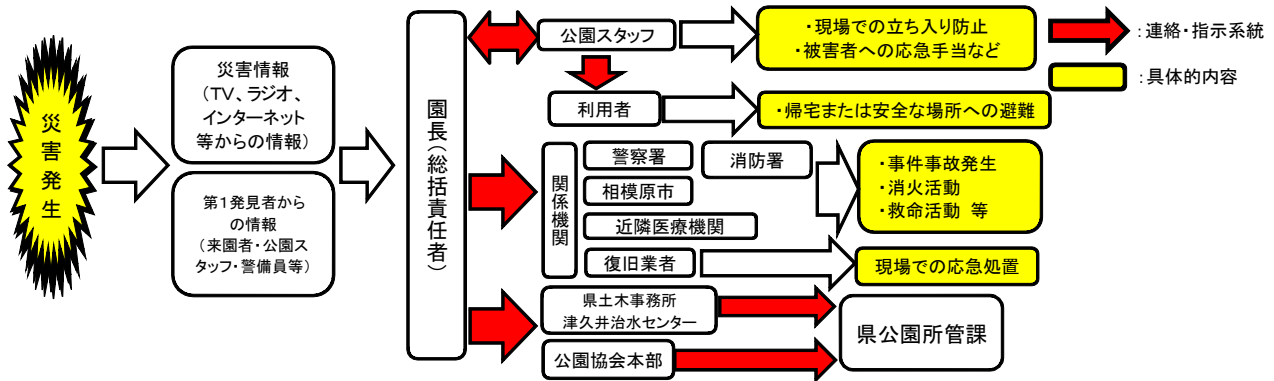 災害発生
災害情報
(TV、ラジオ、
インターネット
等からの情報)
第1発見者から
の情報
(来園者・公園ス
タッフ・警備員等)
園長(総括責任者)
公園スタッフ
・現場での立ち入り防止
・被害者への応急手当など
利用者
・帰宅または安全な場所への避難
関係機関
警察署
消防署
相模原市
近隣医療機関
復旧業者
・事件事故発生
・消火活動
・救命活動 等
現場での応急処置
県土木事務所
津久井治水センター
公園協会本部
県公園所管課
:連絡・指示系統
:具体的内容